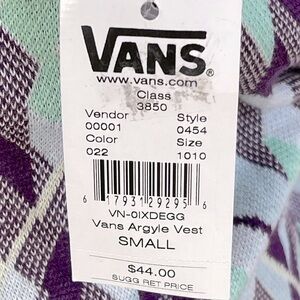 VANS®
www.vans.com
Class
3850
Vendor Style
00001 0454
Color Size
022 1010
6 17931 29295 6
VN-0IXDEGG
Vans Argyle Vest
SMALL
$44.00
SUGG RET PRICE